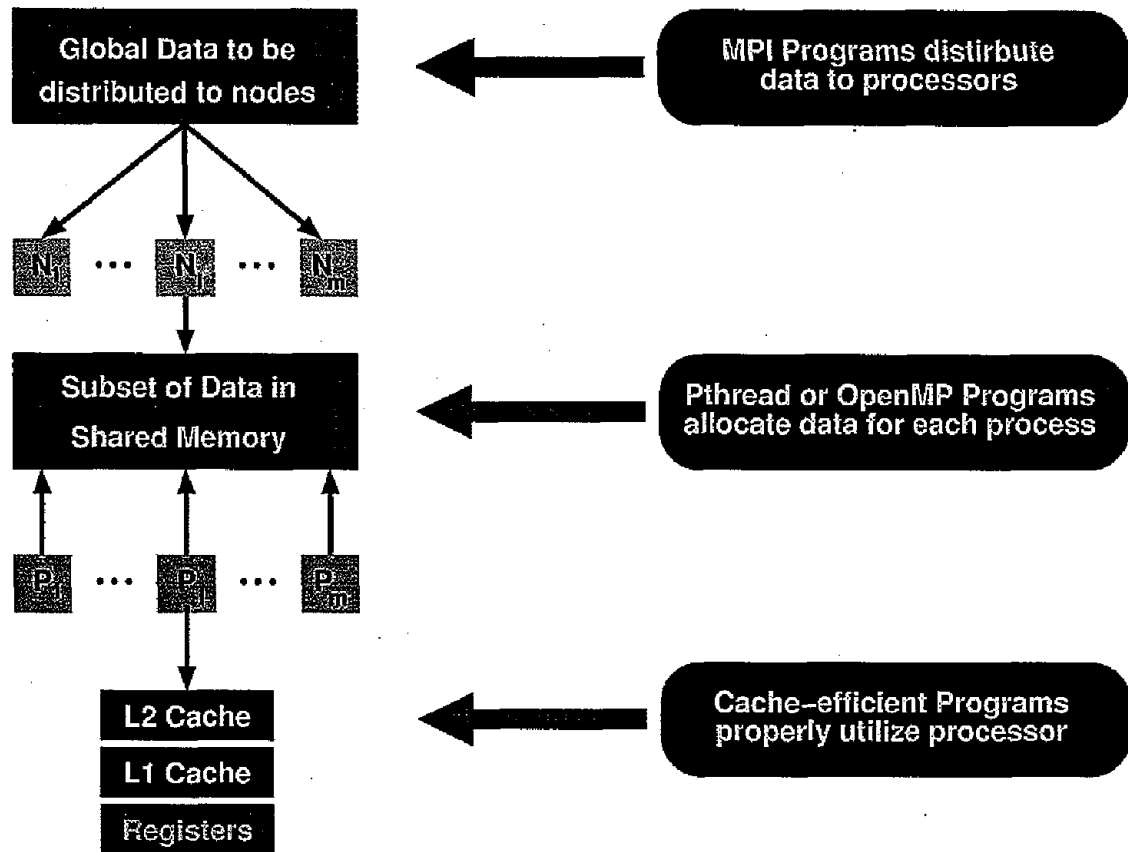 Global Data to be
distributed to nodes
MPI Programs distirbute
data to processors
N1 ... Ni ... Nm
Subset of Data in
Shared Memory
Pthread or OpenMP Programs
allocate data for each process
P1 ... Pi ... Pm
L2 Cache
L1 Cache
Registers
Cache-efficient Programs
properly utilize processor